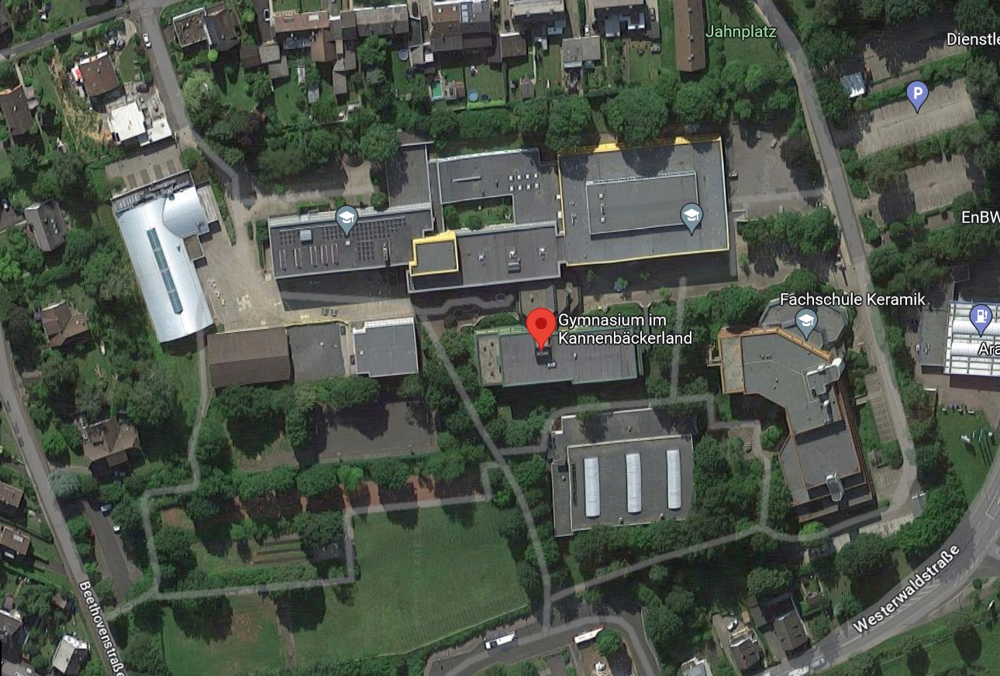 Jahnplatz
Dienstle
P
EnBW
Fachschule Keramik
Gymnasium im
Kannenbäckerland
Ara
Westerwaldstraße
Beethovenstraße